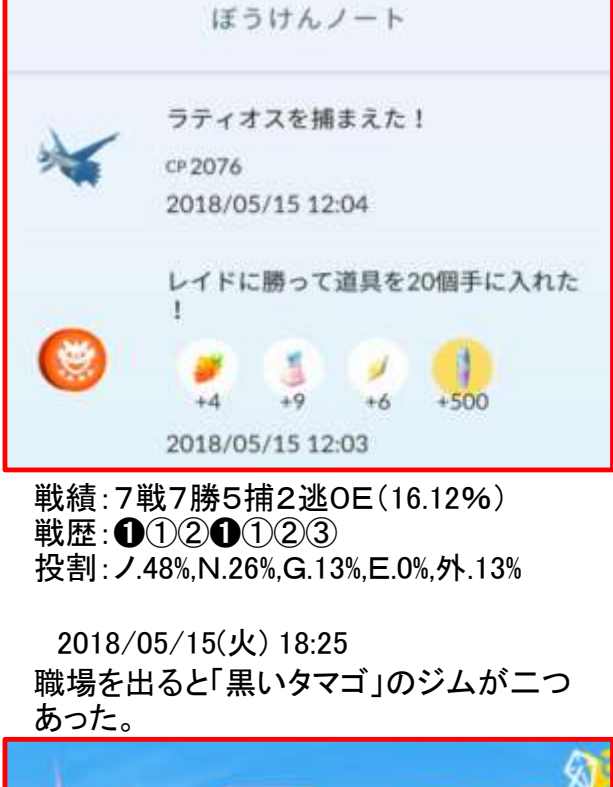 ぼうけんノート
ラティオスを捕まえた！
CP2076
2018/05/15 12:04
レイドに勝って道具を20個手に入れた
！
+4 +9 +6 +500
2018/05/15 12:03
戦績：７戦７勝５捕２逃0E（16.12％）
戦歴：❶①②❶①②③
投割：ノ.48%,N.26%,G.13%,E.0%,外.13%
2018/05/15(火) 18:25
職場を出ると「黒いタマゴ」のジムが二つ
あった。